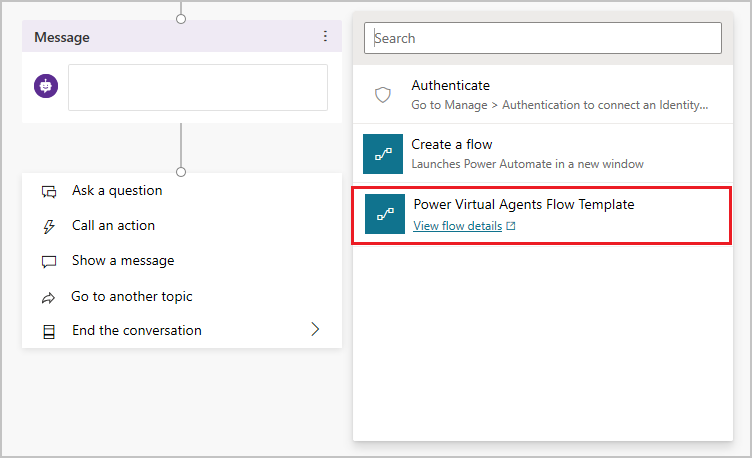 Message
Ask a question
Call an action
Show a message
Go to another topic
End the conversation
Search
Authenticate
Go to Manage > Authentication to connect an Identity...
Create a flow
Launches Power Automate in a new window
Power Virtual Agents Flow Template
View flow details